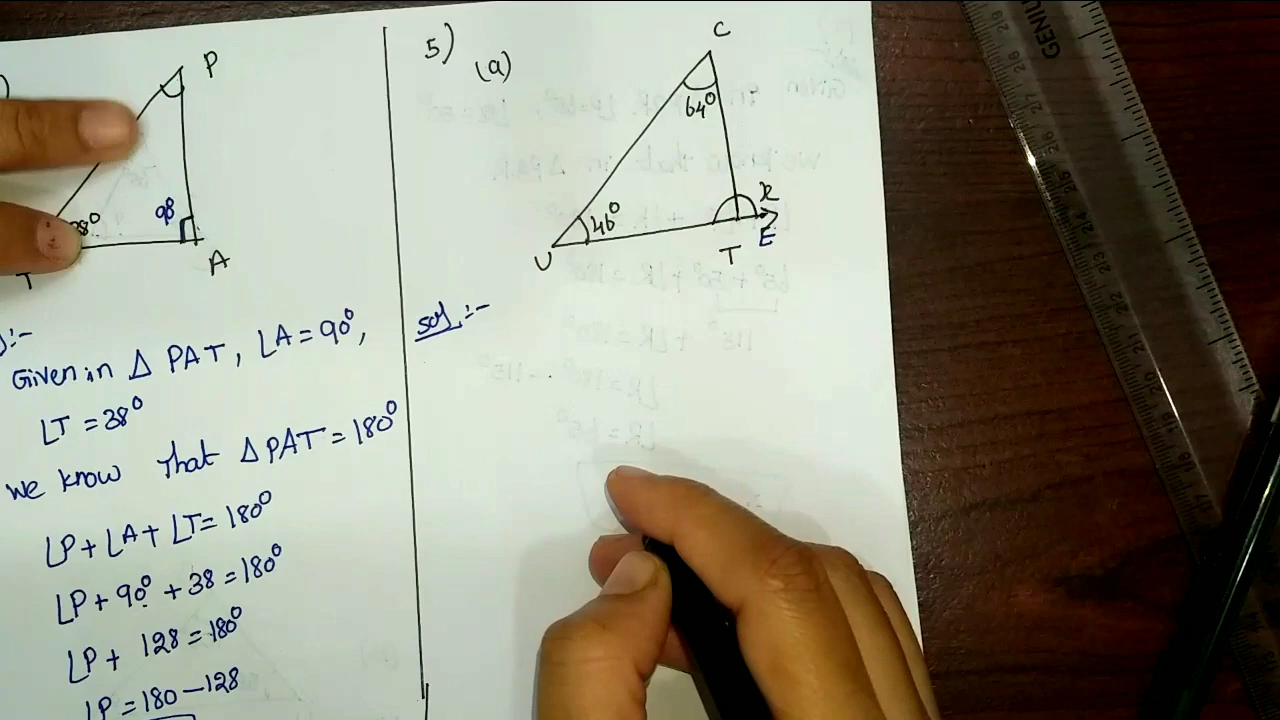 P
38°
98
T
A
Given in Δ PAT, ∟A = 90°,
∟T = 38°
we know that Δ PAT = 180°
∟P + ∟A + ∟T = 180°
∟P + 90° + 38 = 180°
∟P + 128 = 180°
∟P = 180 – 128
5)
(a)
C
64°
46°
R
U
T
E
sol :-
GENIUS